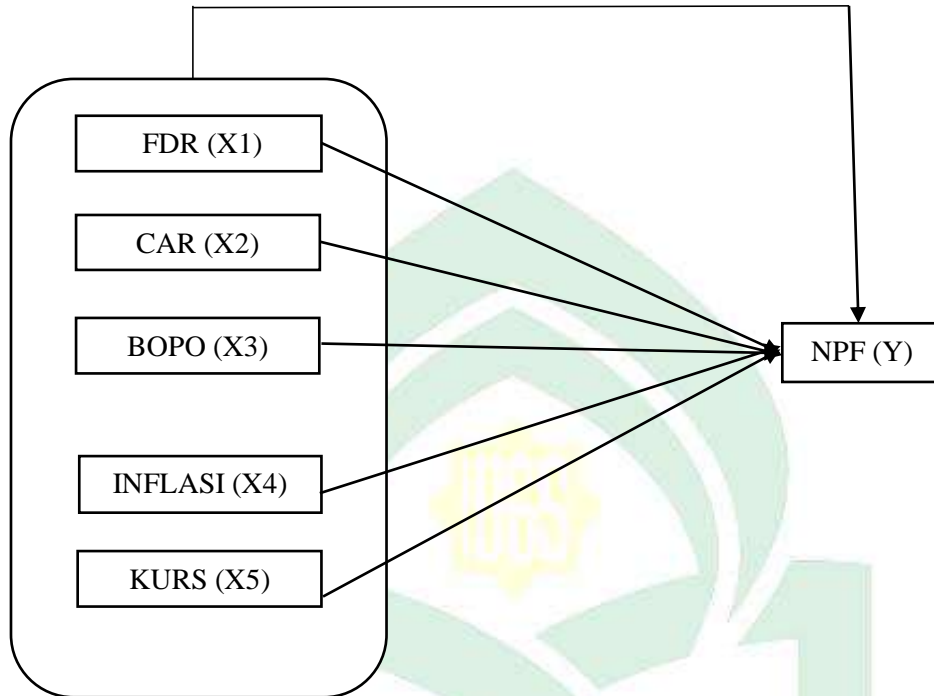 FDR (X1)
CAR (X2)
BOPO (X3)
NPF (Y)
INFLASI (X4)
KURS (X5)